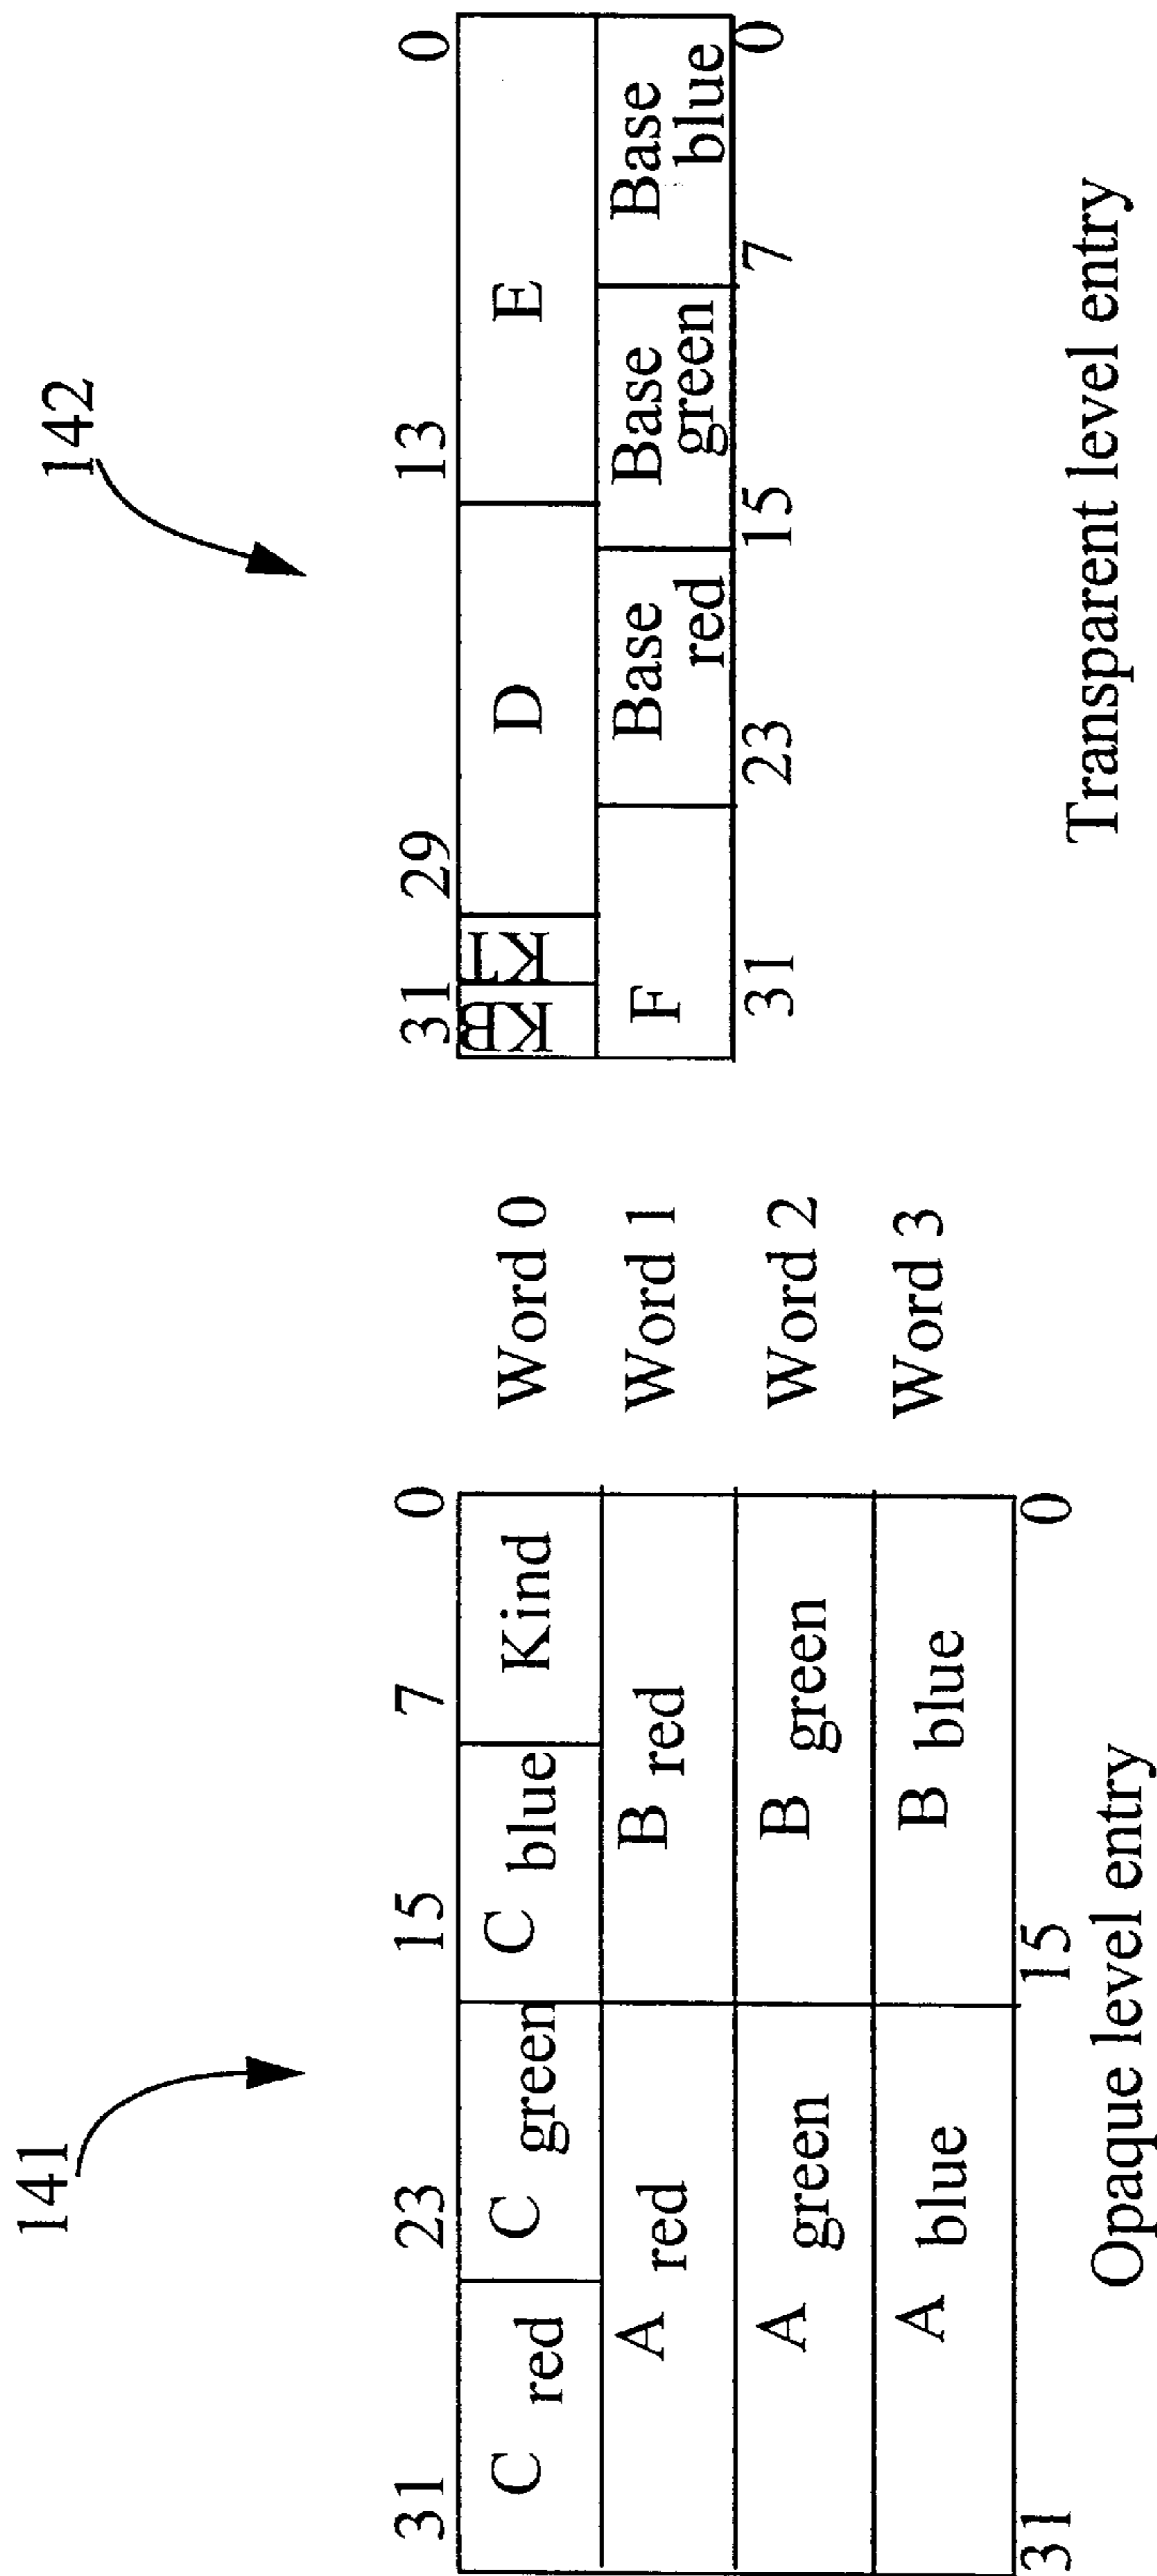 141
31 23 15 7 0
C red C green C blue Kind
A red B red
A green B green
A blue B blue
31 15 0
Opaque level entry
Word 0
Word 1
Word 2
Word 3
142
31 29 13 0
KB KT D E
F Base red Base green Base blue
31 23 15 7 0
Transparent level entry